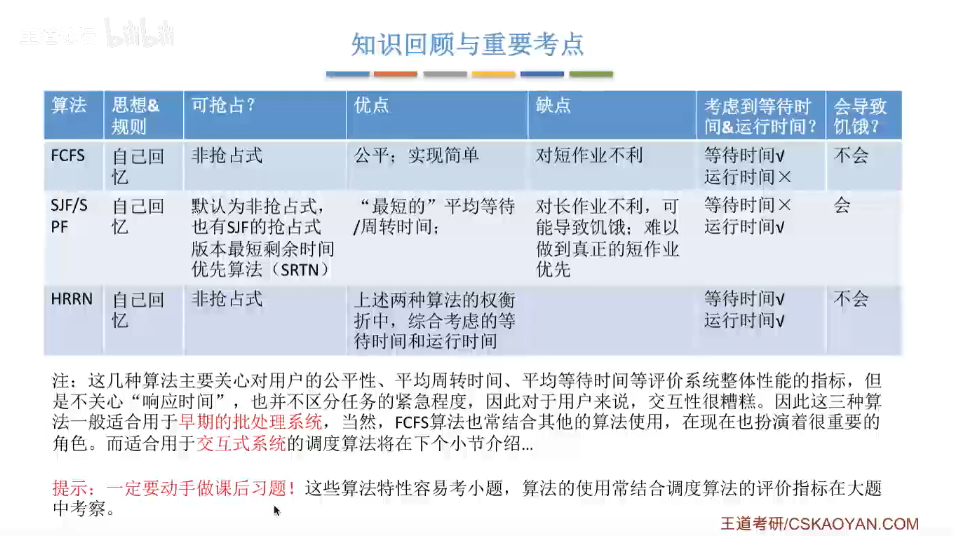 知识回顾与重要考点
算法 思想& 可抢占？ 优点 缺点 考虑到等待时 会导致
规则 间&运行时间？ 饥饿？
FCFS 自己回 非抢占式 公平；实现简单 对短作业不利 等待时间√ 不会
忆 运行时间×
SJF/S 自己回 默认为非抢占式， “最短的”平均等待 对长作业不利，可 等待时间× 会
PF 忆 也有SJF的抢占式 /周转时间； 能导致饥饿；难以 运行时间√
版本最短剩余时间 做到真正的短作业
优先算法（SRTN） 优先
HRRN 自己回 非抢占式 上述两种算法的权衡 等待时间√ 不会
忆 折中，综合考虑的等 运行时间√
待时间和运行时间
注：这几种算法主要关心对用户的公平性、平均周转时间、平均等待时间等评价系统整体性能的指标，但
是不关心“响应时间”，也并不区分任务的紧急程度，因此对于用户来说，交互性很糟糕。因此这三种算
法一般适合用于早期的批处理系统，当然，FCFS算法也常结合其他的算法使用，在现在也扮演着很重要的
角色。而适合用于交互式系统的调度算法将在下个小节介绍...
提示：一定要动手做课后习题！这些算法特性容易考小题，算法的使用常结合调度算法的评价指标在大题
中考察。
王道考研/CSKAOYAN.COM
bilibili